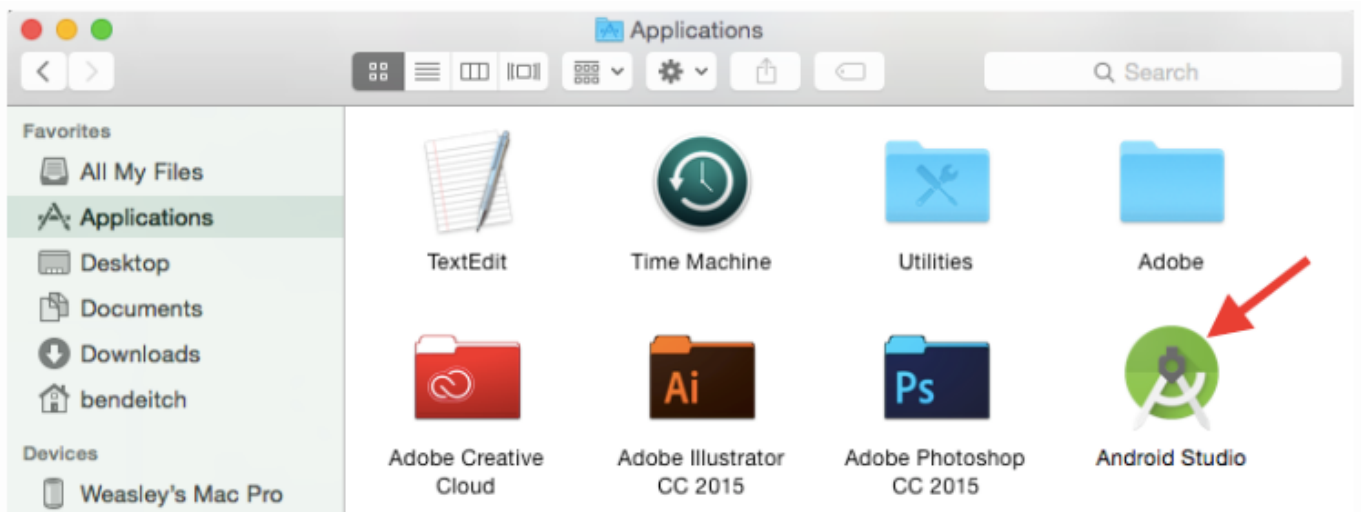 Applications
Search
Favorites
All My Files
Applications
Desktop
Documents
Downloads
bendeitch
Devices
Weasley's Mac Pro
TextEdit
Time Machine
Utilities
Adobe
Ai
Ps
Adobe Creative
Cloud
Adobe Illustrator
CC 2015
Adobe Photoshop
CC 2015
Android Studio